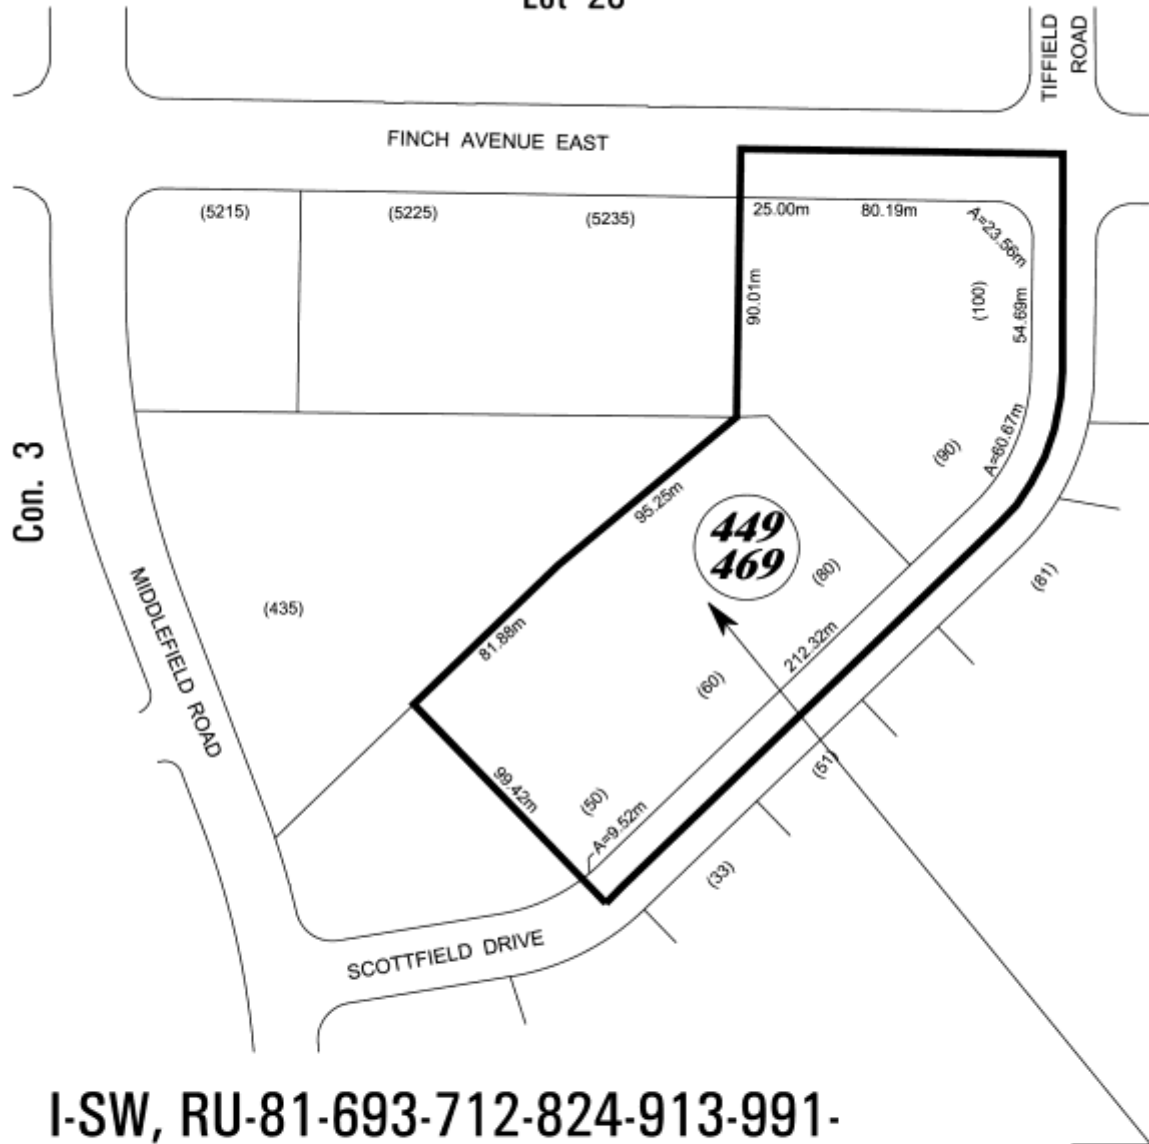 TIFFIELD
ROAD
FINCH AVENUE EAST
(5215)
(5225)
(5235)
25.00m
80.19m
A=23.56m
90.01m
(100)
54.69m
Con. 3
(90)
A=60.67m
95.25m
449
469
(80)
(81)
MIDDLEFIELD ROAD
(435)
81.88m
212.32m
(60)
99.42m
(50)
A=9.52m
(51)
(33)
SCOTTFIELD DRIVE
I-SW, RU-81-693-712-824-913-991-